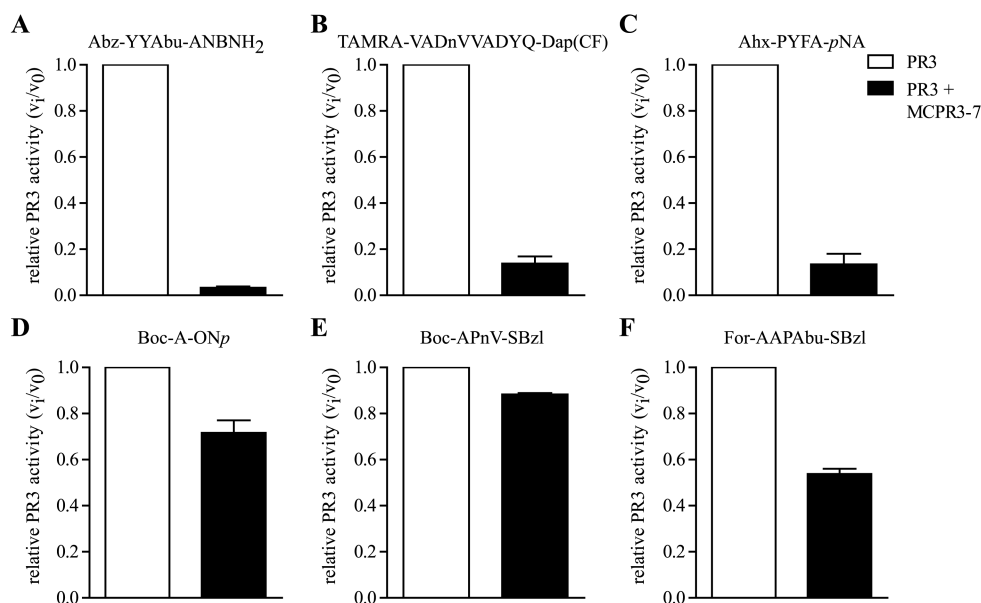 A
Abz-YYAbu-ANBNH2
relative PR3 activity (vi/v0)
1.0
0.8
0.6
0.4
0.2
0.0
B
TAMRA-VADnVVADYQ-Dap(CF)
relative PR3 activity (vi/v0)
1.0
0.8
0.6
0.4
0.2
0.0
C
Ahx-PYFA-pNA
relative PR3 activity (vi/v0)
1.0
0.8
0.6
0.4
0.2
0.0
PR3
PR3 +
MCPR3-7
D
Boc-A-ONp
relative PR3 activity (vi/v0)
1.0
0.8
0.6
0.4
0.2
0.0
E
Boc-APnV-SBzl
relative PR3 activity (vi/v0)
1.0
0.8
0.6
0.4
0.2
0.0
F
For-AAPAbu-SBzl
relative PR3 activity (vi/v0)
1.0
0.8
0.6
0.4
0.2
0.0